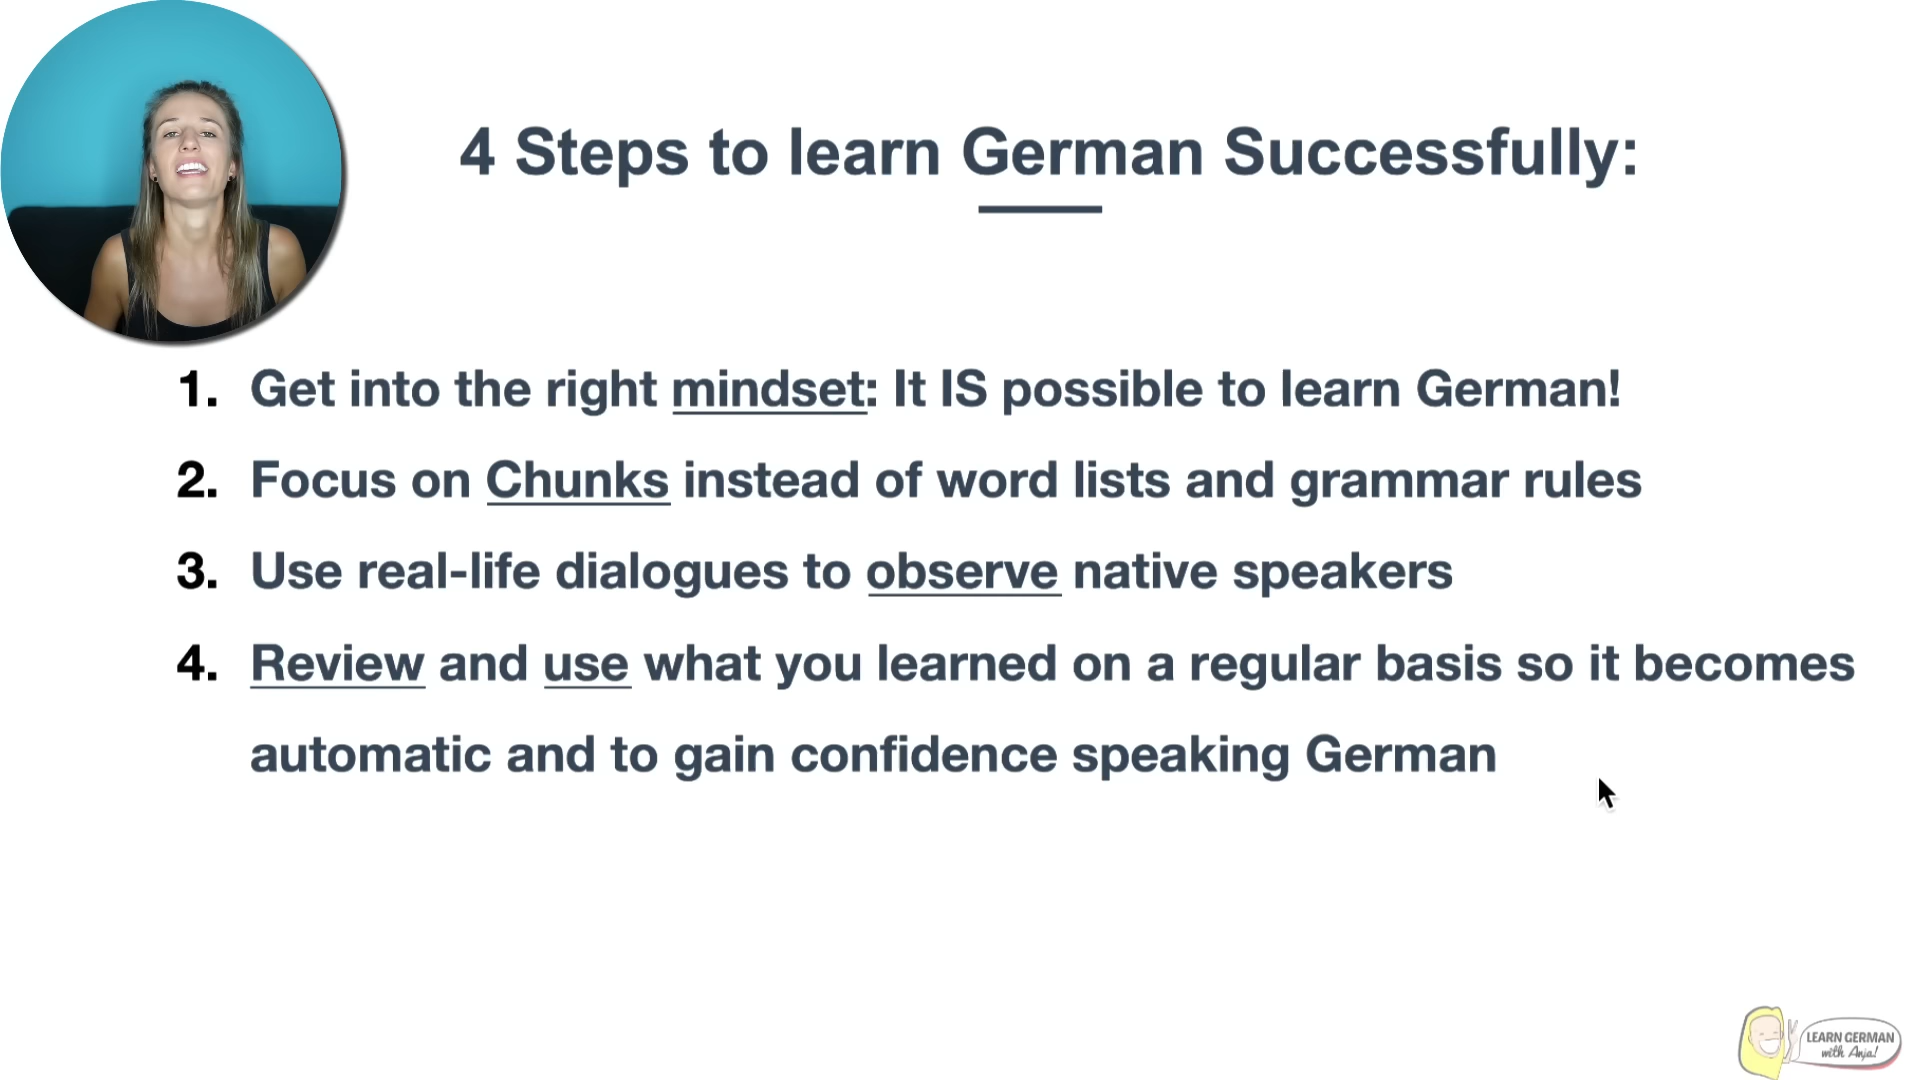 4 Steps to learn German Successfully:
1. Get into the right mindset: It IS possible to learn German!
2. Focus on Chunks instead of word lists and grammar rules
3. Use real-life dialogues to observe native speakers
4. Review and use what you learned on a regular basis so it becomes
automatic and to gain confidence speaking German
LEARN GERMAN
with Anja!